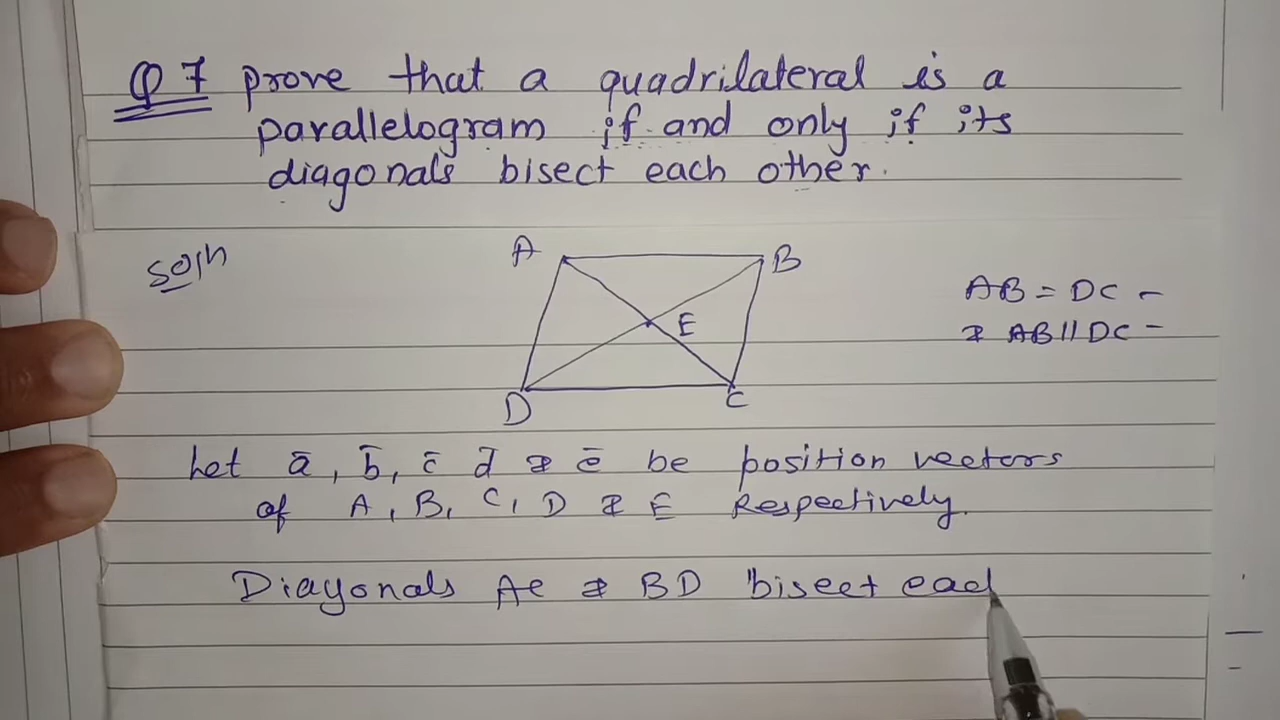 Q 7 prove that a quadrilateral is a
parallelogram if and only if its
diagonals bisect each other.
Soln
A
B
AB = DC –
E
& AB || DC –
D
C
Let a̅, b̅, c̅ d̅ & e̅ be position vectors
of A, B, C, D & E Respectively.
Diagonals AC & BD bisect each